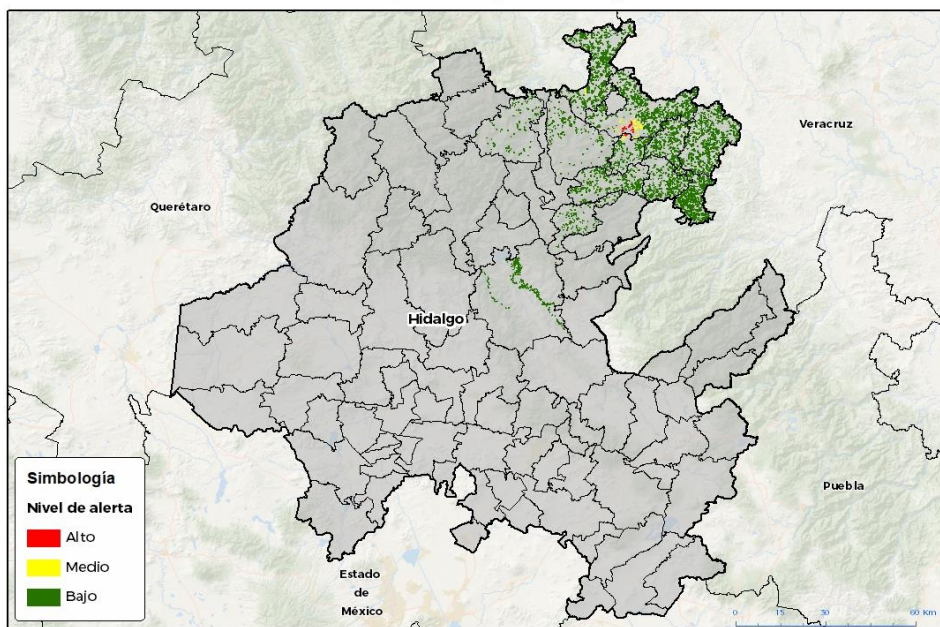 Veracruz
Querétaro
Hidalgo
Puebla
Estado
de
México
Simbología
Nivel de alerta
Alto
Medio
Bajo
0 15 30 60 Km